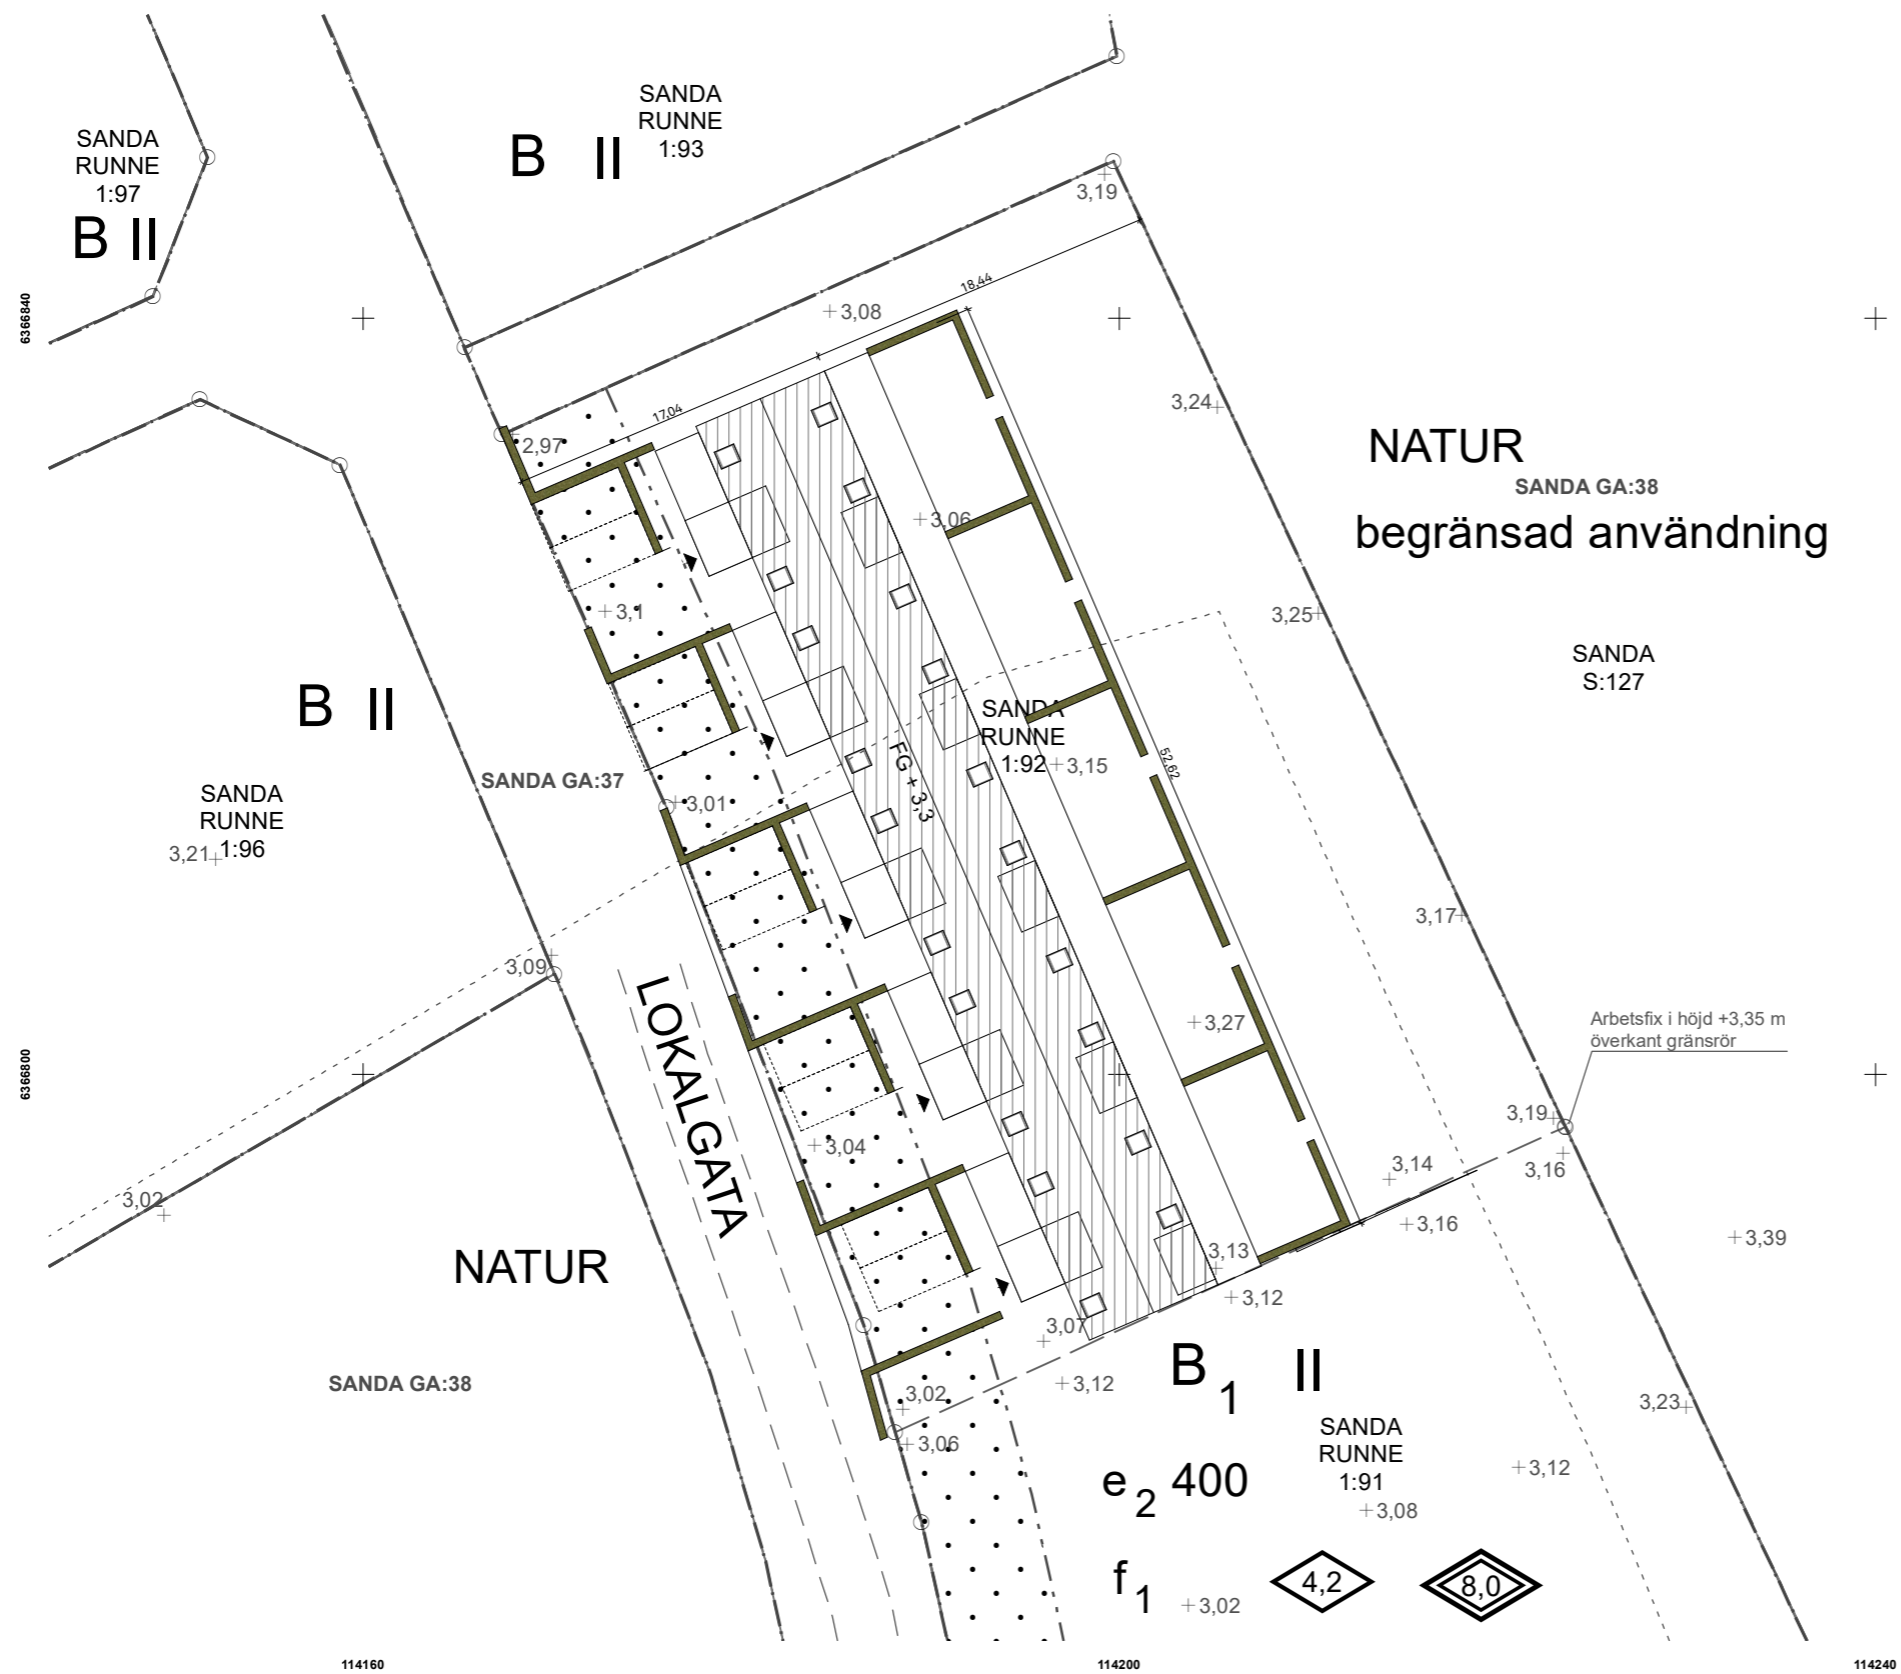 SANDA
RUNNE
1:93
B II
SANDA
RUNNE
1:97
B II
3,19
18,44
6366840
+3,08
17,04
2,97
3,24
NATUR
SANDA GA:38
begränsad användning
+3,06
+3,1
3,25
SANDA
S:127
B II
SANDA
RUNNE
1:92
+3,15
52,62
FG +3,3
SANDA GA:37
+3,01
SANDA
RUNNE
1:96
3,21
3,17
3,09
LOKALGATA
+3,27
Arbetsfix i höjd +3,35 m
överkant gränsrör
6366800
3,19
+3,04
3,14
3,16
3,02
+3,16
+3,39
NATUR
3,13
+3,12
3,07
SANDA GA:38
+3,12
B1 II
3,02
+3,06
3,23
SANDA
RUNNE
1:91
+3,12
e2 400
+3,08
f1
+3,02
4,2
8,0
114160
114200
114240